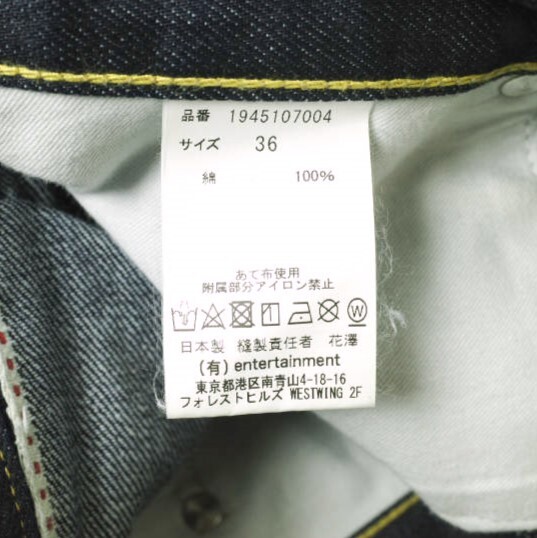 品番 1945107004
サイズ 36
綿 100%
あて布使用
附属部分アイロン禁止
W
日本製 縫製責任者 花澤
(有) entertainment
東京都港区南青山4-18-16
フォレストヒルズ WESTWING 2F